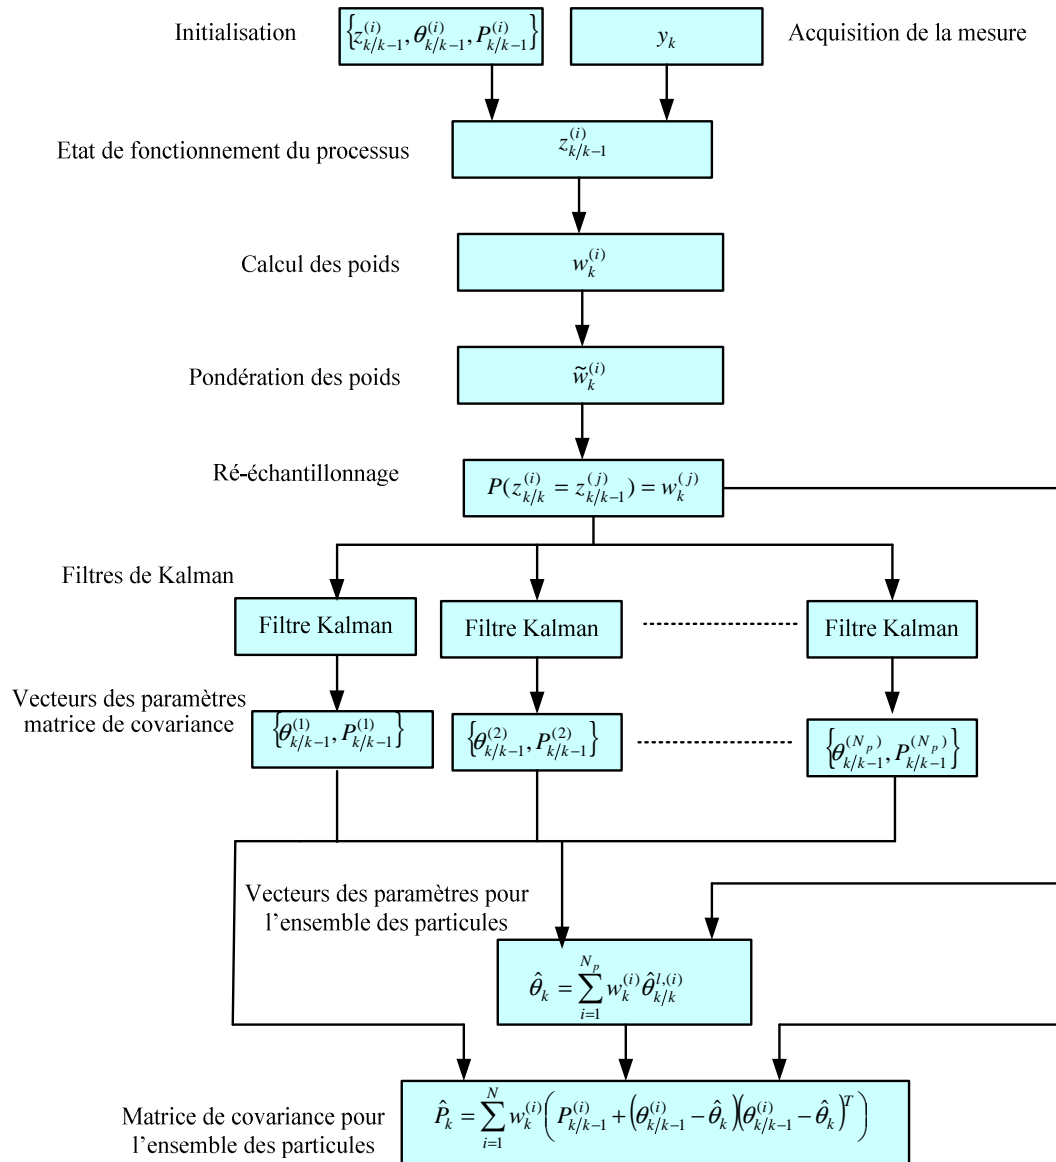 Initialisation
{z_{k/k−1}^{(i)}, θ_{k/k−1}^{(i)}, P_{k/k−1}^{(i)}}
y_k
Acquisition de la mesure
Etat de fonctionnement du processus
z_{k/k−1}^{(i)}
Calcul des poids
w_k^{(i)}
Pondération des poids
w̃_k^{(i)}
Ré-échantillonnage
P(z_{k/k}^{(i)} = z_{k/k−1}^{(j)}) = w_k^{(j)}
Filtres de Kalman
Filtre Kalman
Filtre Kalman
Filtre Kalman
Vecteurs des paramètres
matrice de covariance
{θ_{k/k−1}^{(1)}, P_{k/k−1}^{(1)}}
{θ_{k/k−1}^{(2)}, P_{k/k−1}^{(2)}}
{θ_{k/k−1}^{(N_p)}, P_{k/k−1}^{(N_p)}}
Vecteurs des paramètres pour
l'ensemble des particules
θ̂_k = ∑_{i=1}^{N_p} w_k^{(i)} θ̂_{k/k}^{l,(i)}
Matrice de covariance pour
l'ensemble des particules
P̂_k = ∑_{i=1}^{N} w_k^{(i)} (P_{k/k−1}^{(i)} + (θ_{k/k−1}^{(i)} − θ̂_k)(θ_{k/k−1}^{(i)} − θ̂_k)^T)